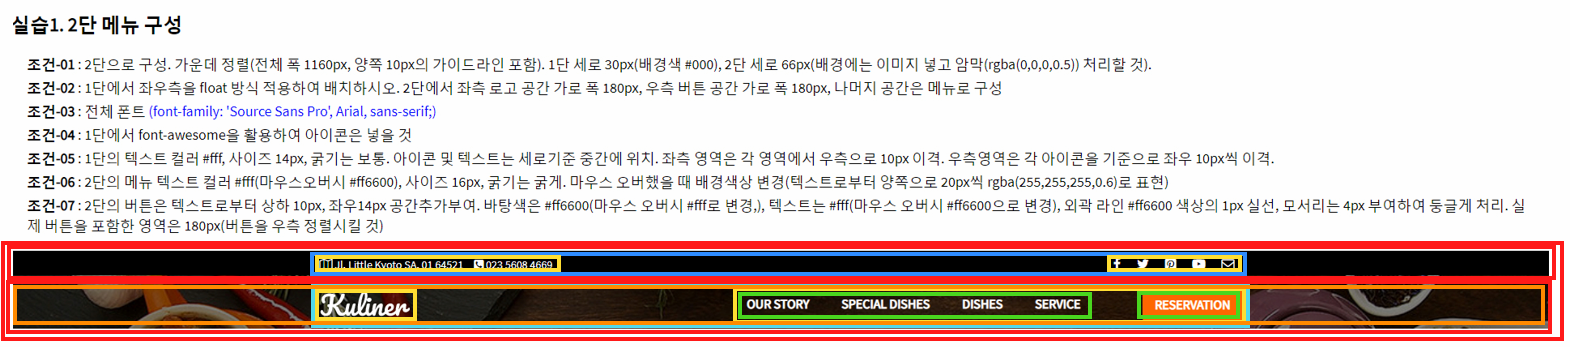 실습1. 2단 메뉴 구성
조건-01 : 2단으로 구성. 가운데 정렬(전체 폭 1160px, 양쪽 10px의 가이드라인 포함). 1단 세로 30px(배경색 #000), 2단 세로 66px(배경에는 이미지 넣고 암막(rgba(0,0,0,0.5)) 처리할 것).
조건-02 : 1단에서 좌우측을 float 방식 적용하여 배치하시오. 2단에서 좌측 로고 공간 가로 폭 180px, 우측 버튼 공간 가로 폭 180px, 나머지 공간은 메뉴로 구성
조건-03 : 전체 폰트 (font-family: 'Source Sans Pro', Arial, sans-serif;)
조건-04 : 1단에서 font-awesome을 활용하여 아이콘은 넣을 것
조건-05 : 1단의 텍스트 컬러 #fff, 사이즈 14px, 굵기는 보통. 아이콘 및 텍스트는 세로기준 중간에 위치. 좌측 영역은 각 영역에서 우측으로 10px 이격. 우측영역은 각 아이콘을 기준으로 좌우 10px씩 이격.
조건-06 : 2단의 메뉴 텍스트 컬러 #fff(마우스오버시 #ff6600), 사이즈 16px, 굵기는 굵게. 마우스 오버했을 때 배경색상 변경(텍스트로부터 양쪽으로 20px씩 rgba(255,255,255,0.6)로 표현)
조건-07 : 2단의 버튼은 텍스트로부터 상하 10px, 좌우14px 공간추가부여. 바탕색은 #ff6600(마우스 오버시 #fff로 변경,), 텍스트는 #fff(마우스 오버시 #ff6600으로 변경), 외곽 라인 #ff6600 색상의 1px 실선, 모서리는 4px 부여하여 둥글게 처리. 실
제 버튼을 포함한 영역은 180px(버튼을 우측 정렬시킬 것)
Jl. Little Kyoto SA, 01 64521 023 5608 4669
Kuliner OUR STORY SPECIAL DISHES DISHES SERVICE RESERVATION